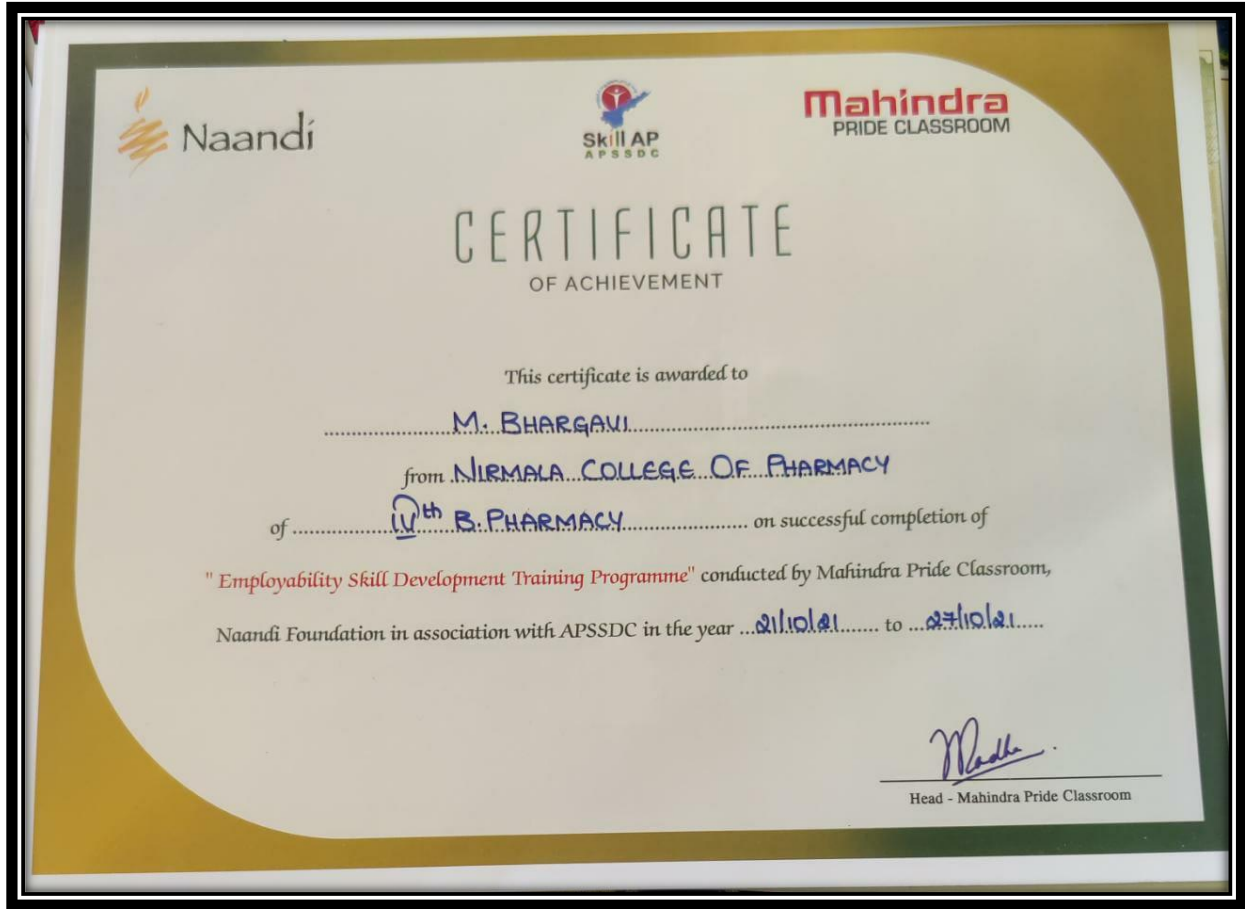 Naandi
Skill AP
APSSDC
Mahindra
PRIDE CLASSROOM
CERTIFICATE
OF ACHIEVEMENT
This certificate is awarded to
M. BHARGAVI
from NIRMALA COLLEGE OF PHARMACY
of IVth B. PHARMACY on successful completion of
" Employability Skill Development Training Programme" conducted by Mahindra Pride Classroom,
Naandi Foundation in association with APSSDC in the year 21/10/21 to 27/10/21
Madhu
Head - Mahindra Pride Classroom